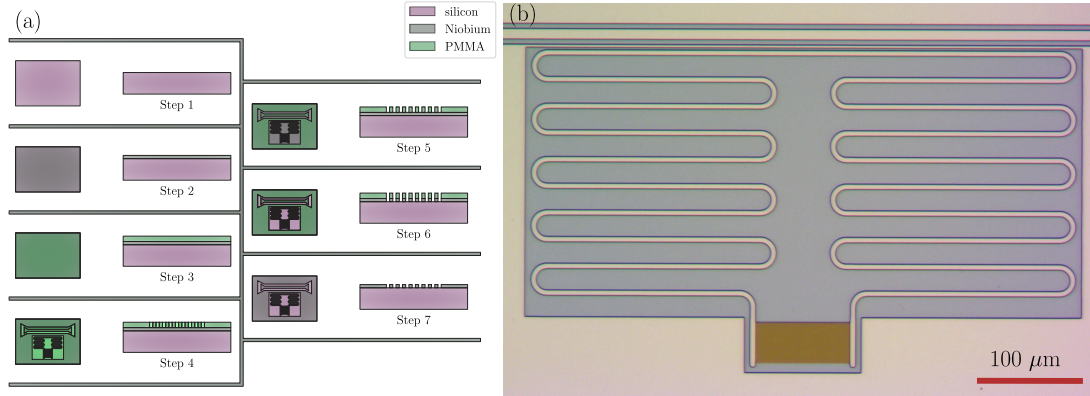 (a)
silicon
Niobium
PMMA
Step 1
Step 2
Step 3
Step 4
Step 5
Step 6
Step 7
(b)
100 μm